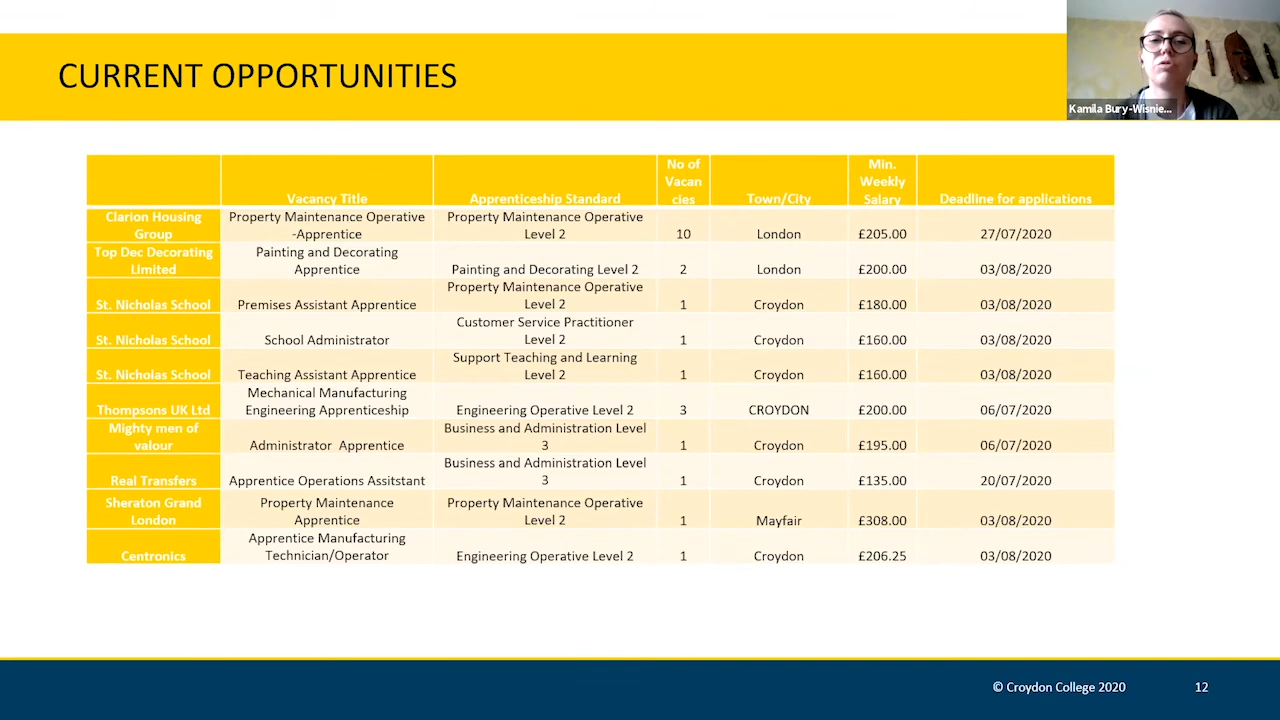 CURRENT OPPORTUNITIES
Kamila Bury-Wisnie...
Vacancy Title
Apprenticeship Standard
No of
Vacan
cies
Town/City
Min.
Weekly
Salary
Deadline for applications
Clarion Housing
Group
Property Maintenance Operative
-Apprentice
Property Maintenance Operative
Level 2
10
London
£205.00
27/07/2020
Top Dec Decorating
Limited
Painting and Decorating
Apprentice
Painting and Decorating Level 2
2
London
£200.00
03/08/2020
St. Nicholas School
Premises Assistant Apprentice
Property Maintenance Operative
Level 2
1
Croydon
£180.00
03/08/2020
St. Nicholas School
School Administrator
Customer Service Practitioner
Level 2
1
Croydon
£160.00
03/08/2020
St. Nicholas School
Teaching Assistant Apprentice
Support Teaching and Learning
Level 2
1
Croydon
£160.00
03/08/2020
Thompsons UK Ltd
Mechanical Manufacturing
Engineering Apprenticeship
Engineering Operative Level 2
3
CROYDON
£200.00
06/07/2020
Mighty men of
valour
Administrator Apprentice
Business and Administration Level
3
1
Croydon
£195.00
06/07/2020
Real Transfers
Apprentice Operations Assitstant
Business and Administration Level
3
1
Croydon
£135.00
20/07/2020
Sheraton Grand
London
Property Maintenance
Apprentice
Property Maintenance Operative
Level 2
1
Mayfair
£308.00
03/08/2020
Centronics
Apprentice Manufacturing
Technician/Operator
Engineering Operative Level 2
1
Croydon
£206.25
03/08/2020
© Croydon College 2020
12